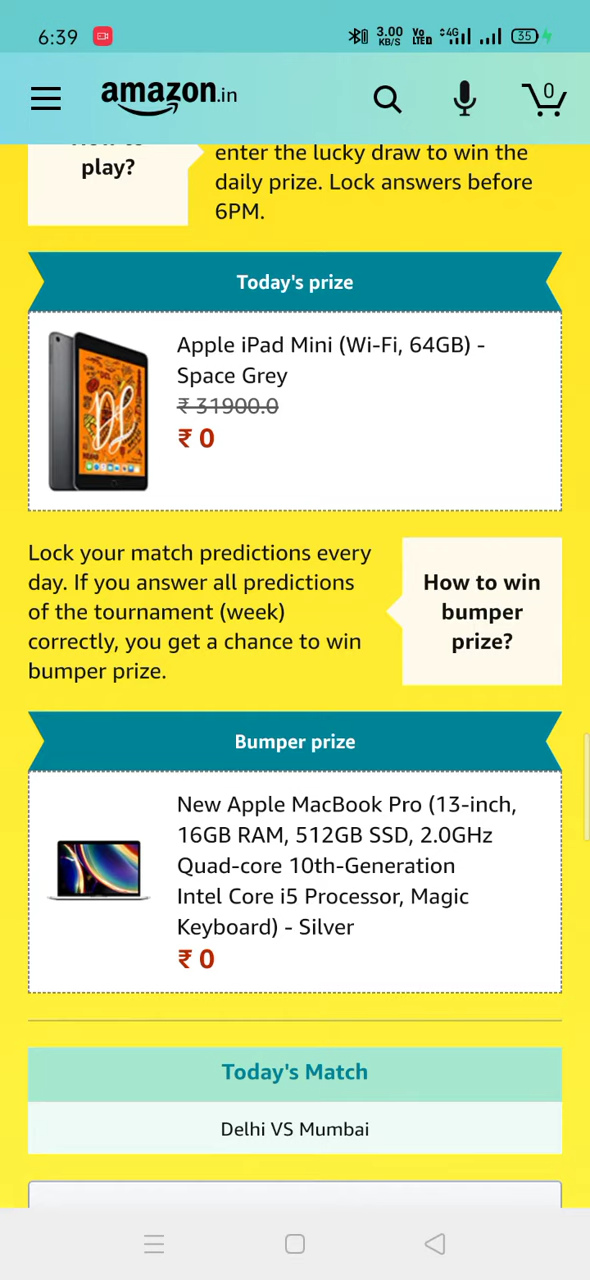 6:39
3.00
KB/S
Vo
LTED
4G
35
amazon.in
0
play?
enter the lucky draw to win the
daily prize. Lock answers before
6PM.
Today's prize
Apple iPad Mini (Wi-Fi, 64GB) -
Space Grey
₹ 31900.0
₹ 0
Lock your match predictions every
day. If you answer all predictions
of the tournament (week)
correctly, you get a chance to win
bumper prize.
How to win
bumper
prize?
Bumper prize
New Apple MacBook Pro (13-inch,
16GB RAM, 512GB SSD, 2.0GHz
Quad-core 10th-Generation
Intel Core i5 Processor, Magic
Keyboard) - Silver
₹ 0
Today's Match
Delhi VS Mumbai